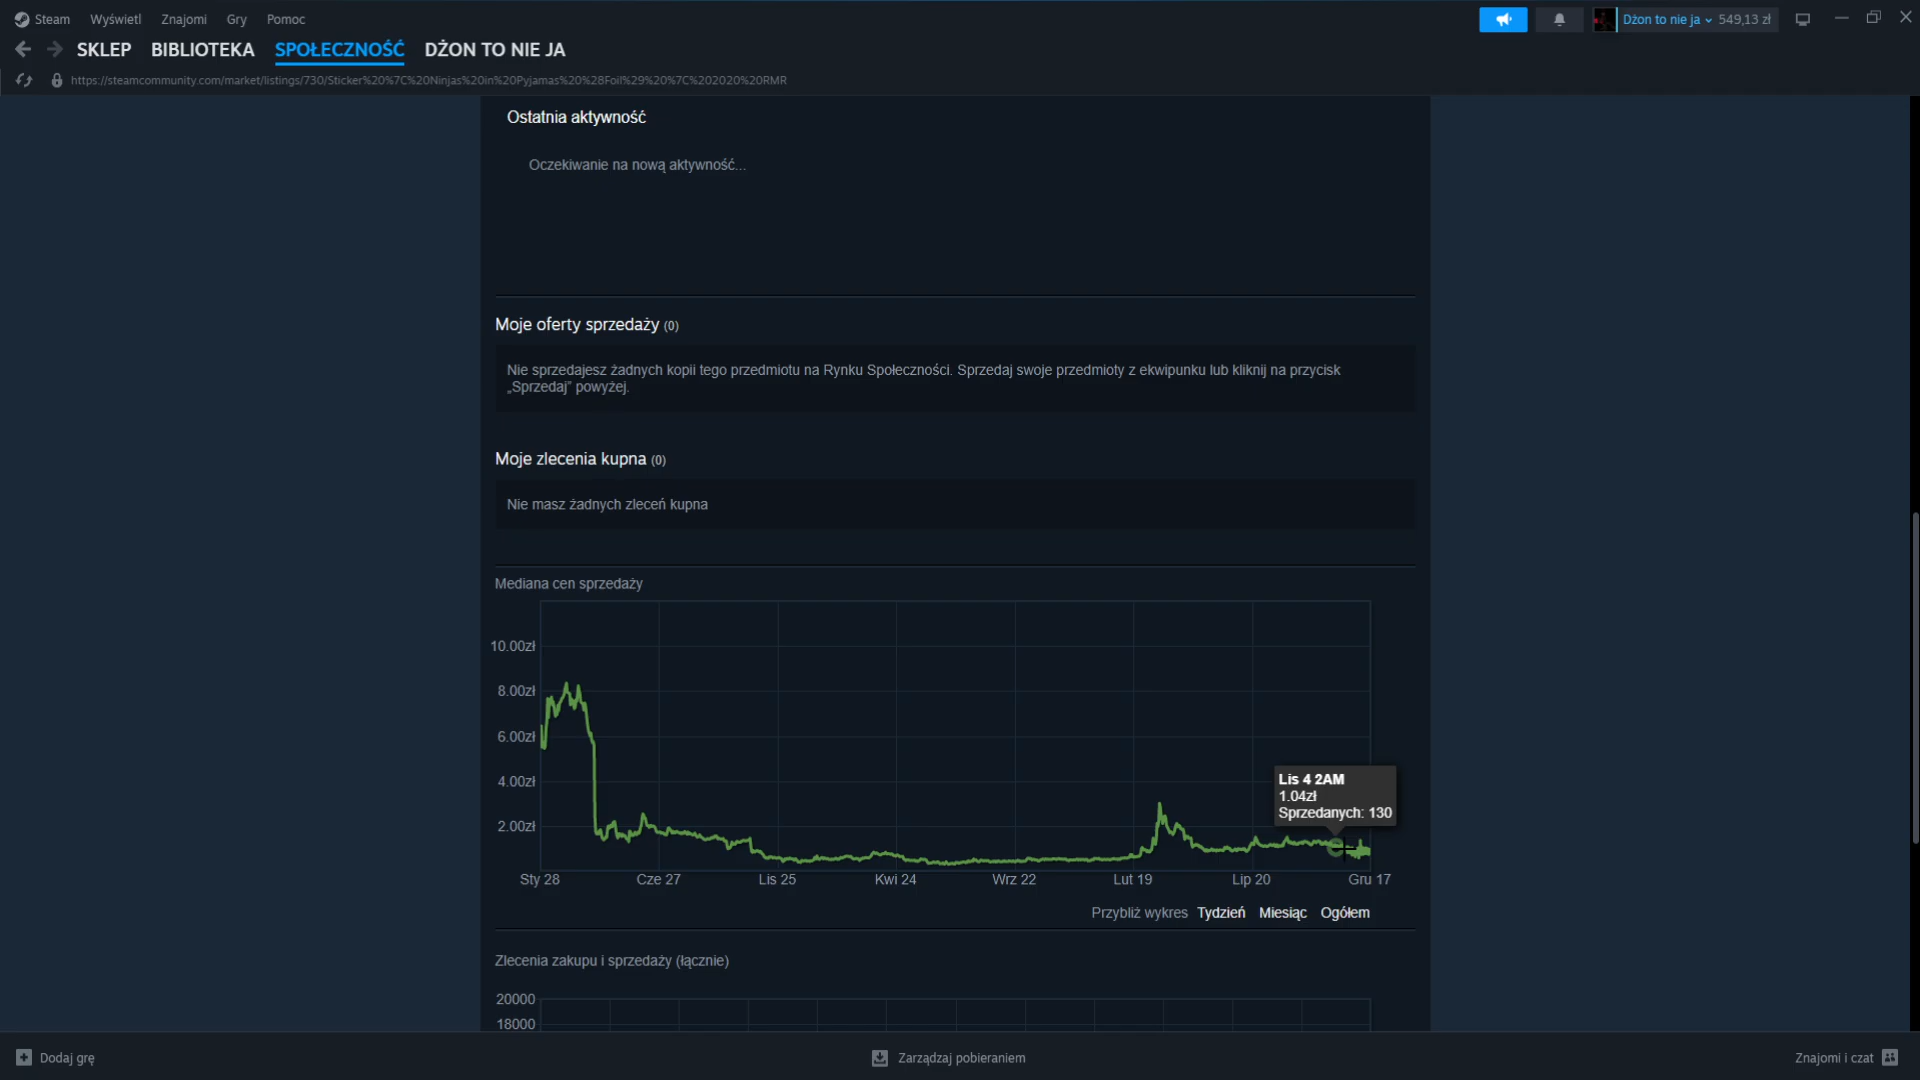 Steam Wyświetl Znajomi Gry Pomoc
Dżon to nie ja 549,13 zł
SKLEP BIBLIOTEKA SPOŁECZNOŚĆ DŻON TO NIE JA
https://steamcommunity.com/market/listings/730/Sticker%20%7C%20Ninjas%20in%20Pyjamas%20%28Foil%29%20%7C%202020%20RMR
Ostatnia aktywność
Oczekiwanie na nową aktywność...
Moje oferty sprzedaży (0)
Nie sprzedajesz żadnych kopii tego przedmiotu na Rynku Społeczności. Sprzedaj swoje przedmioty z ekwipunku lub kliknij na przycisk
„Sprzedaj” powyżej.
Moje zlecenia kupna (0)
Nie masz żadnych zleceń kupna
Mediana cen sprzedaży
10.00zł
8.00zł
6.00zł
4.00zł
2.00zł
Lis 4 2AM
1.04zł
Sprzedanych: 130
Sty 28 Cze 27 Lis 25 Kwi 24 Wrz 22 Lut 19 Lip 20 Gru 17
Przybliż wykres Tydzień Miesiąc Ogółem
Zlecenia zakupu i sprzedaży (łącznie)
20000
18000
Dodaj grę Zarządzaj pobieraniem Znajomi i czat